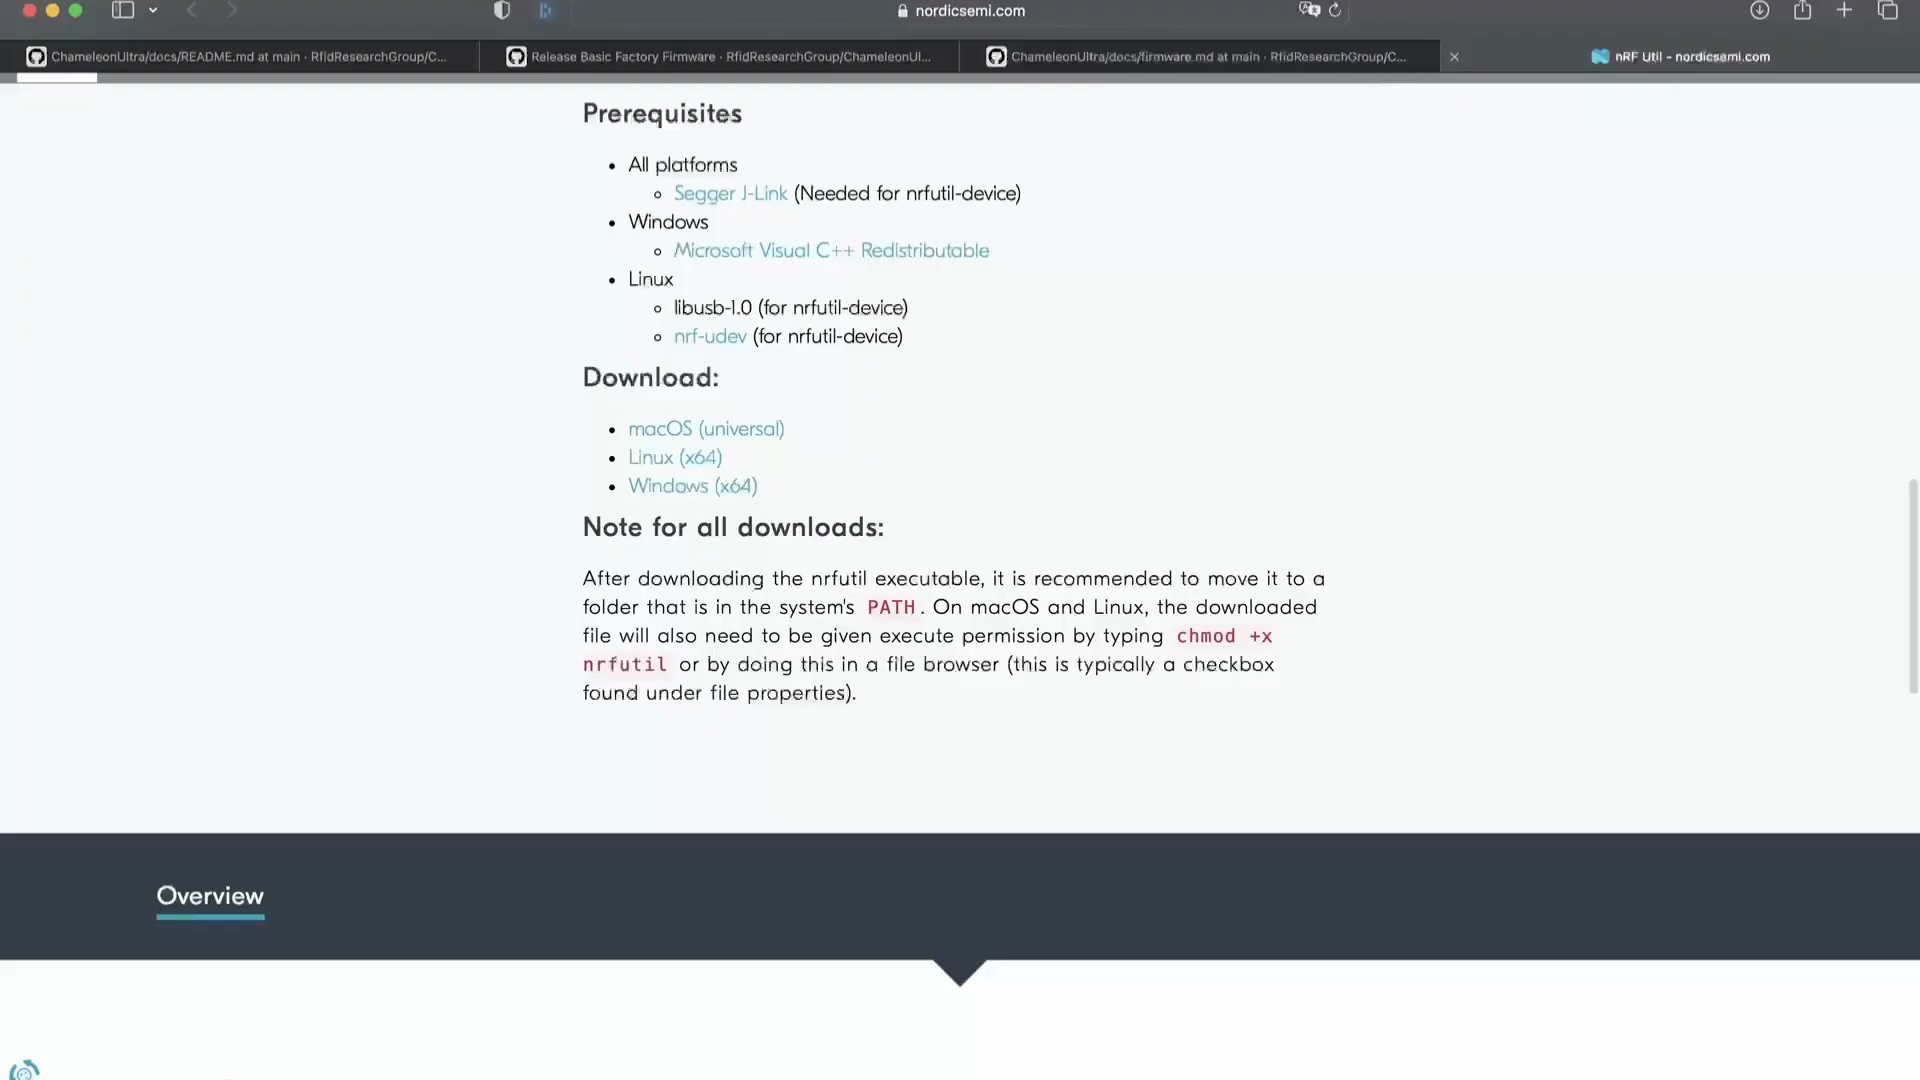 nordicsemi.com
ChameleonUltra/docs/README.md at main · RfidResearchGroup/C...
Release Basic Factory Firmware · RfidResearchGroup/ChameleonUl...
ChameleonUltra/docs/firmware.md at main · RfidResearchGroup/C...
nRF Util - nordicsemi.com
Prerequisites
All platforms
Segger J-Link (Needed for nrfutil-device)
Windows
Microsoft Visual C++ Redistributable
Linux
libusb-1.0 (for nrfutil-device)
nrf-udev (for nrfutil-device)
Download:
macOS (universal)
Linux (x64)
Windows (x64)
Note for all downloads:
After downloading the nrfutil executable, it is recommended to move it to a
folder that is in the system's PATH. On macOS and Linux, the downloaded
file will also need to be given execute permission by typing chmod +x
nrfutil or by doing this in a file browser (this is typically a checkbox
found under file properties).
Overview